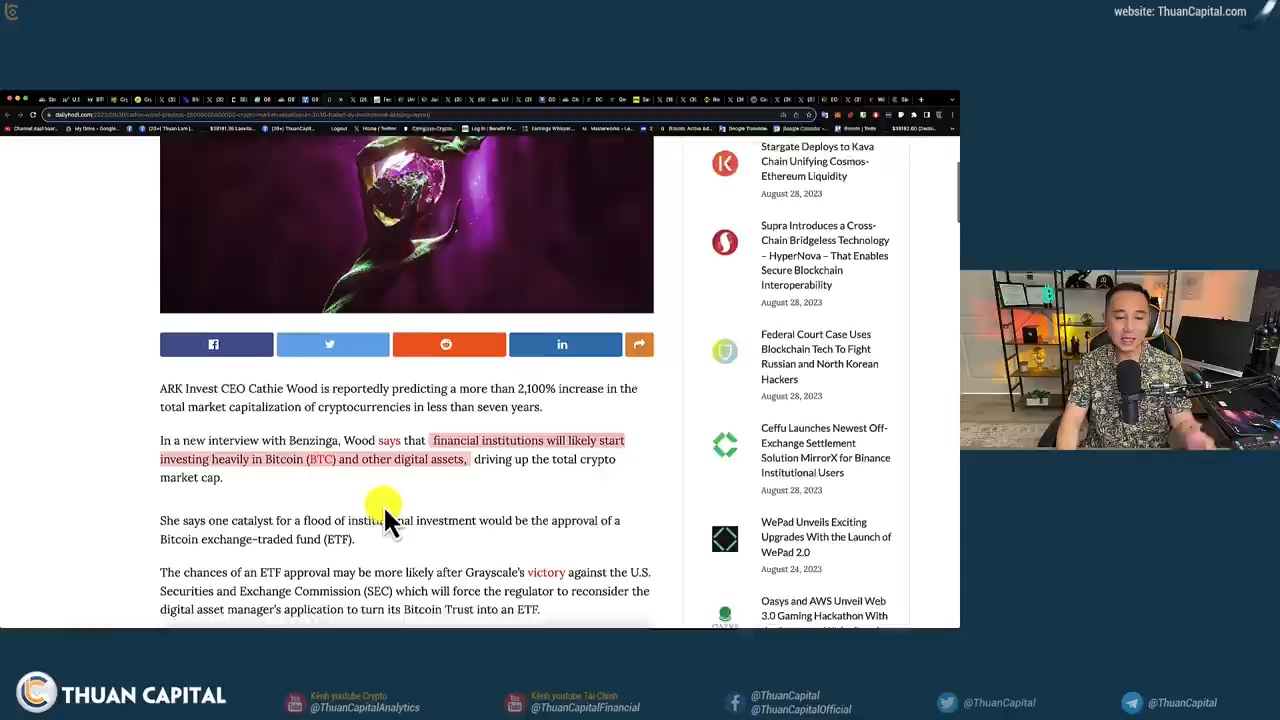 website: ThuanCapital.com
Stargate Deploys to Kava
Chain Unifying Cosmos-
Ethereum Liquidity
August 28, 2023
Supra Introduces a Cross-
Chain Bridgeless Technology
– HyperNova – That Enables
Secure Blockchain
Interoperability
August 28, 2023
Federal Court Case Uses
Blockchain Tech To Fight
Russian and North Korean
Hackers
August 28, 2023
Ceffu Launches Newest Off-
Exchange Settlement
Solution MirrorX for Binance
Institutional Users
August 28, 2023
WePad Unveils Exciting
Upgrades With the Launch of
WePad 2.0
August 24, 2023
Oasys and AWS Unveil Web
3.0 Gaming Hackathon With
ARK Invest CEO Cathie Wood is reportedly predicting a more than 2,100% increase in the
total market capitalization of cryptocurrencies in less than seven years.
In a new interview with Benzinga, Wood says that financial institutions will likely start
investing heavily in Bitcoin (BTC) and other digital assets, driving up the total crypto
market cap.
She says one catalyst for a flood of institutional investment would be the approval of a
Bitcoin exchange-traded fund (ETF).
The chances of an ETF approval may be more likely after Grayscale's victory against the U.S.
Securities and Exchange Commission (SEC) which will force the regulator to reconsider the
digital asset manager's application to turn its Bitcoin Trust into an ETF.
THUAN CAPITAL
Kênh youtube Crypto
@ThuanCapitalAnalytics
Kênh youtube Tài Chính
@ThuanCapitalFinancial
@ThuanCapital
@ThuanCapitalOfficial
@ThuanCapital
@ThuanCapital